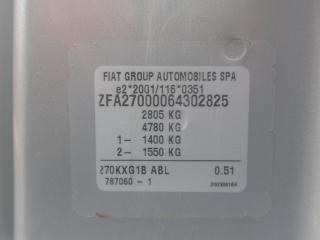 FIAT GROUP AUTOMOBILES SPA
e2*2001/116*0351
ZFA27000064302825
2805 KG
4780 KG
1- 1400 KG
2- 1550 KG
270KXG1B ABL 0.51
787060 - 1